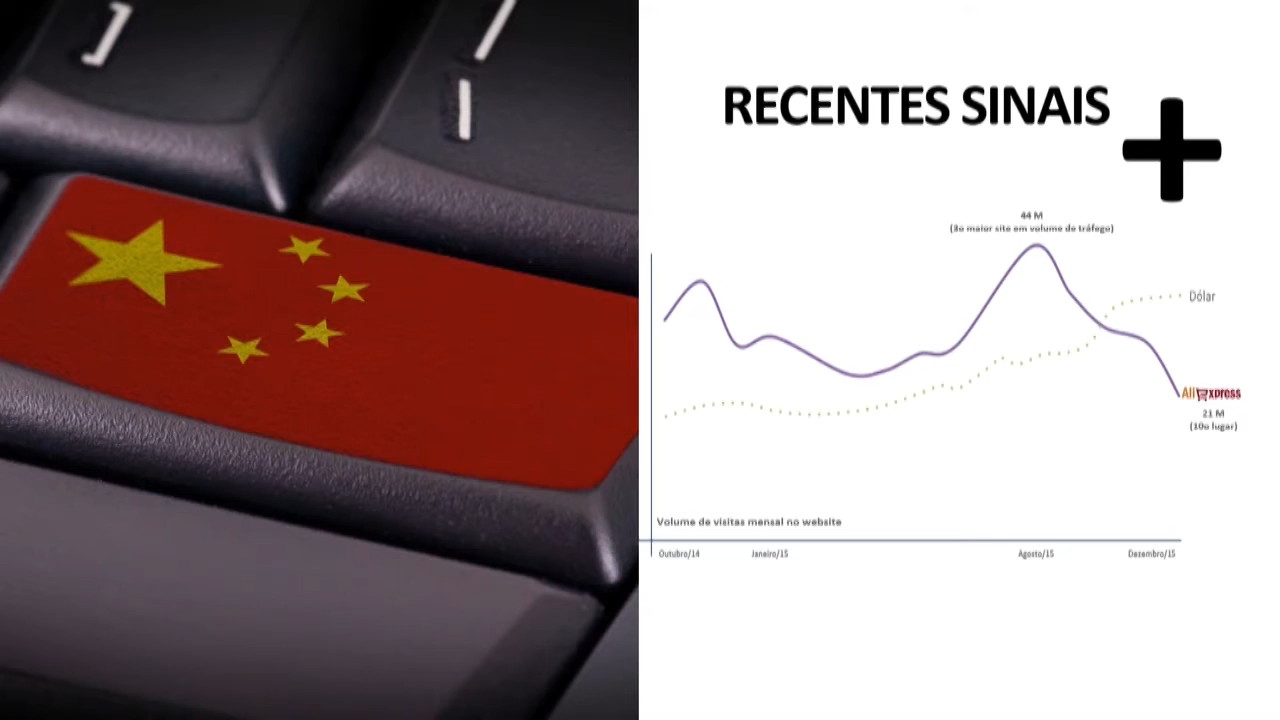 ]
RECENTES SINAIS
44 M
(3o maior site em volume de tráfego)
Dólar
AliExpress
21 M
(10o lugar)
Volume de visitas mensal no website
Outubro/14
Janeiro/15
Agosto/15
Dezembro/15